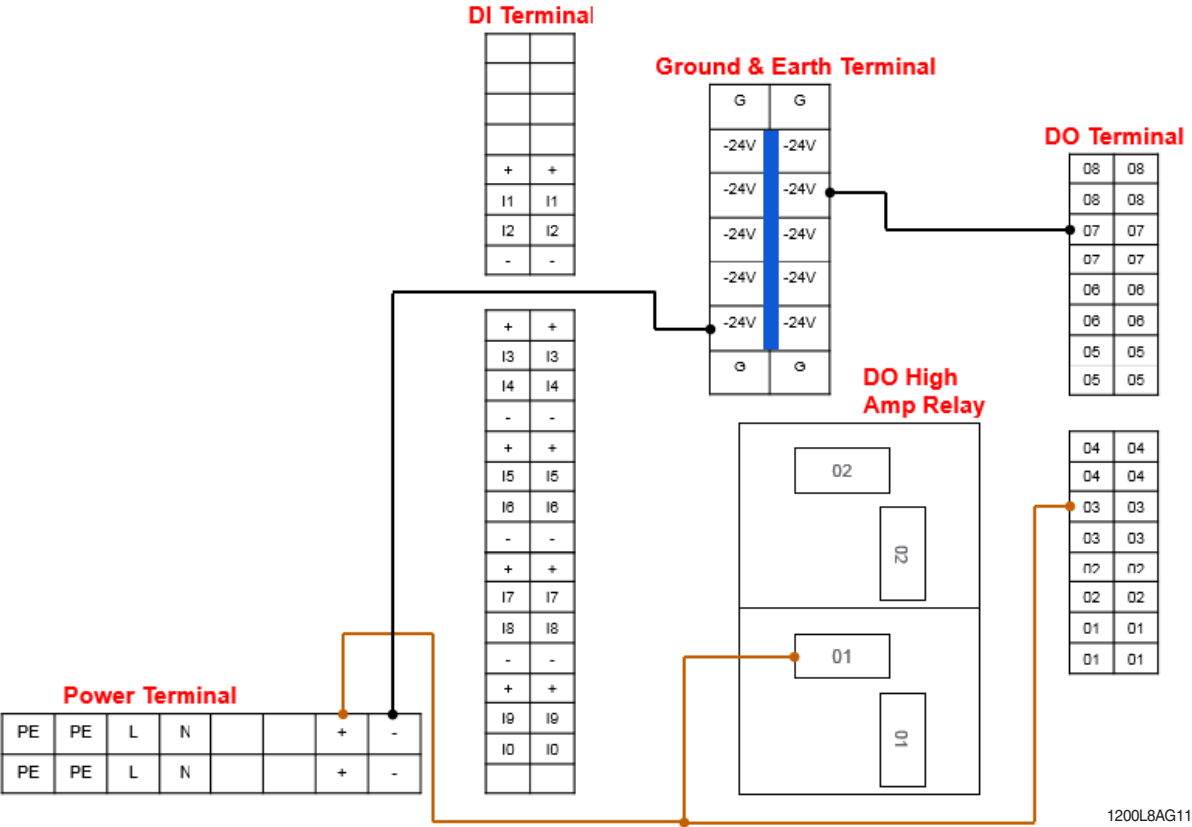 DI Terminal
+ +
I1 I1
I2 I2
- -
+ +
I3 I3
I4 I4
- -
+ +
I5 I5
I6 I6
- -
+ +
I7 I7
I8 I8
- -
+ +
I9 I9
I0 I0
Ground & Earth Terminal
G G
-24V -24V
-24V -24V
-24V -24V
-24V -24V
-24V -24V
G G
DO Terminal
08 08
08 08
07 07
07 07
06 06
06 06
05 05
05 05
04 04
04 04
03 03
03 03
02 02
02 02
01 01
01 01
DO High
Amp Relay
02
02
01
01
Power Terminal
PE PE L N + -
PE PE L N + -
1200L8AG11